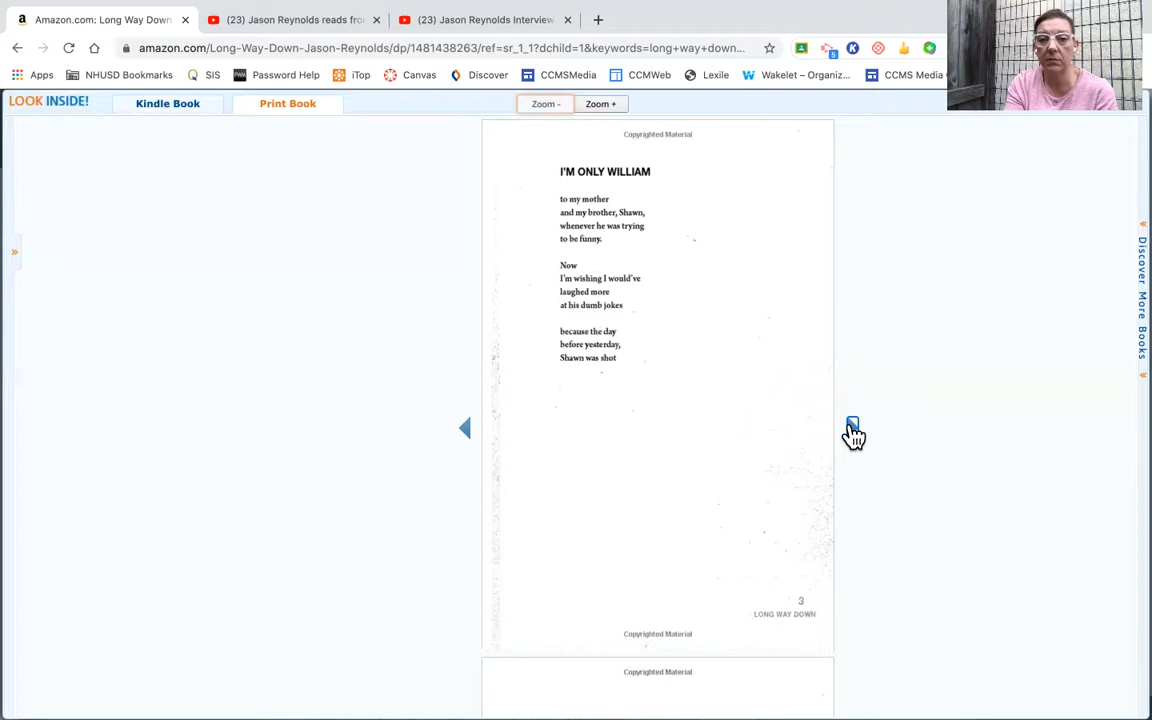 Amazon.com: Long Way Down
(23) Jason Reynolds reads fro
(23) Jason Reynolds Interview
amazon.com/Long-Way-Down-Jason-Reynolds/dp/1481438263/ref=sr_1_1?dchild=1&keywords=long+way+down...
5
Apps
NHUSD Bookmarks
SIS
PWW
Password Help
iTop
Canvas
Discover
CCMSMedia
CCMWeb
Lexile
Wakelet – Organiz...
CCMS Media
LOOK INSIDE!
Kindle Book
Print Book
Zoom -
Zoom +
Copyrighted Material
I'M ONLY WILLIAM
to my mother
and my brother, Shawn,
whenever he was trying
to be funny.
Now
I'm wishing I would've
laughed more
at his dumb jokes
because the day
before yesterday,
Shawn was shot
3
LONG WAY DOWN
Copyrighted Material
Copyrighted Material
Discover More Books